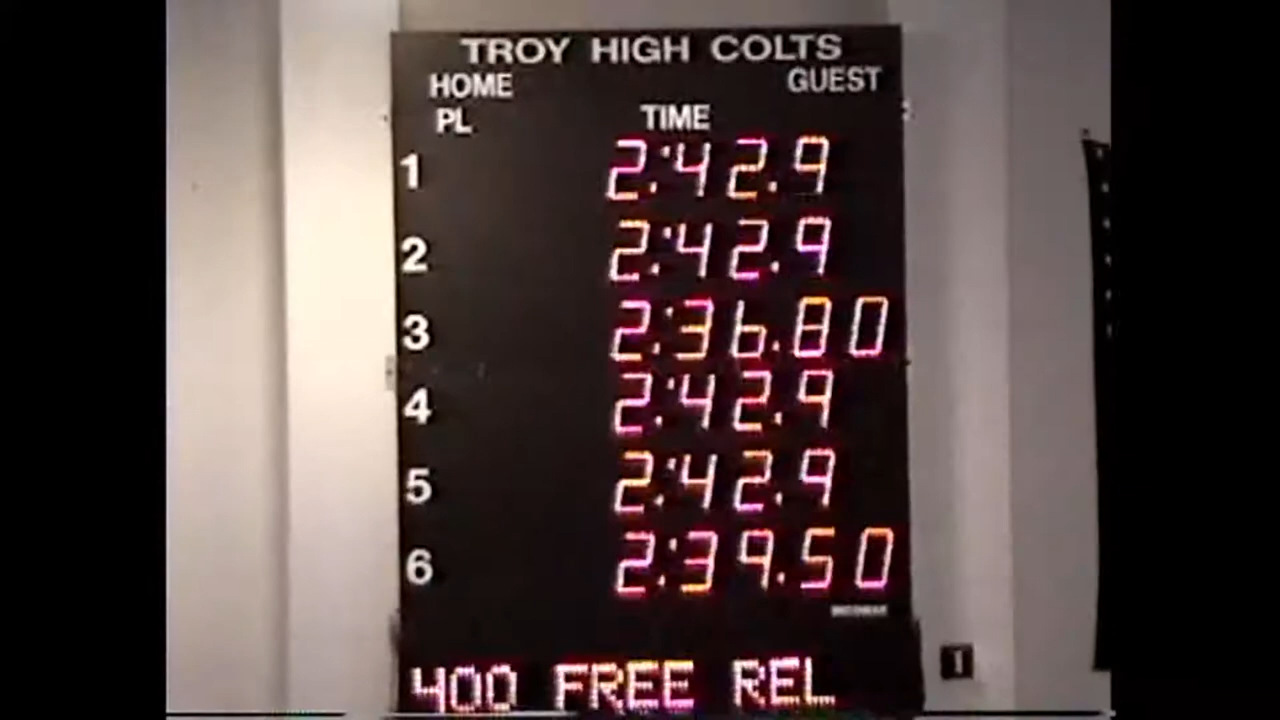 TROY HIGH COLTS
HOME GUEST
PL TIME
1 2:42.9
2 2:42.9
3 2:36.80
4 2:42.9
5 2:42.9
6 2:39.50
400 FREE REL
1